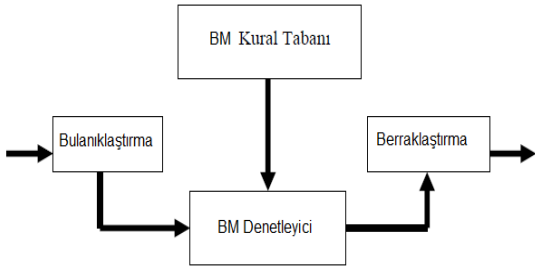 BM Kural Tabanı
Bulanıklaştırma
Berraklaştırma
BM Denetleyici